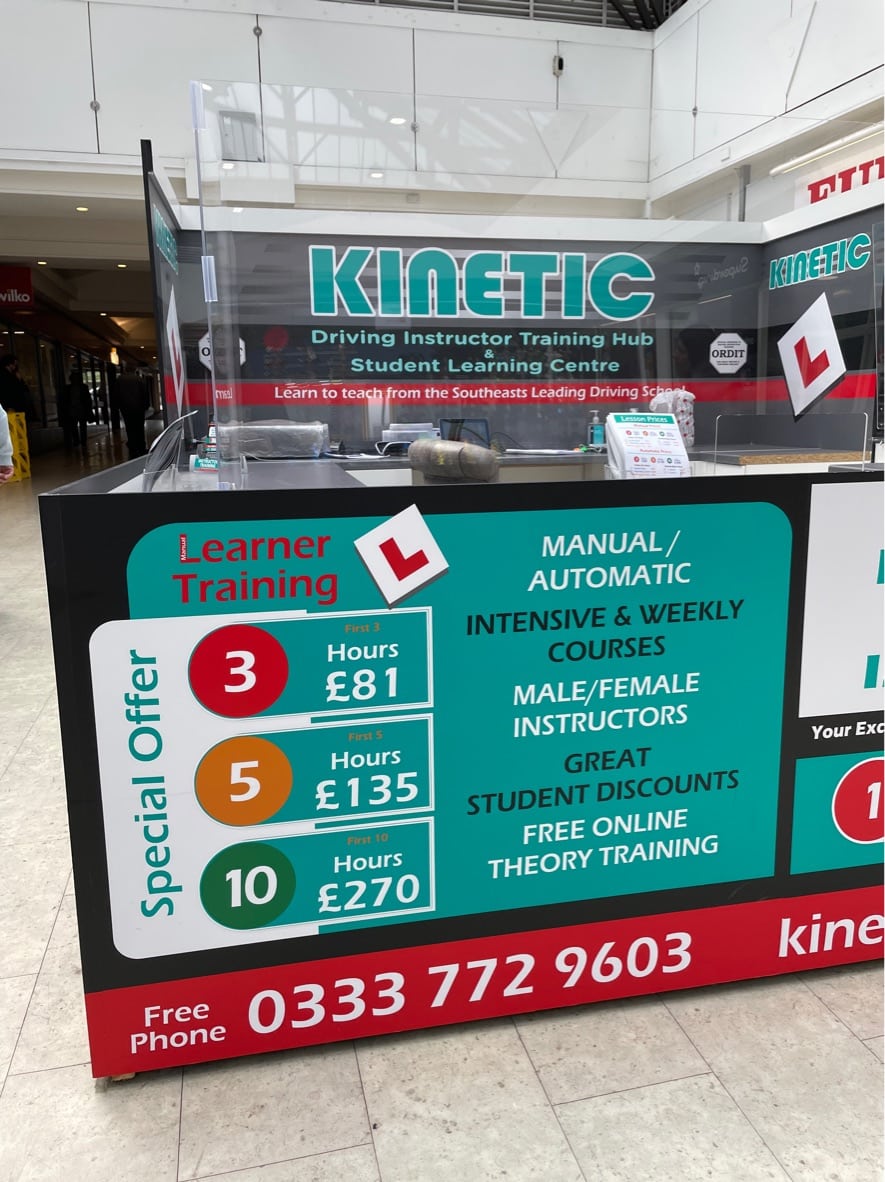 wilko
KINETIC
Driving Instructor Training Hub
&
Student Learning Centre
Learn to teach from the Southeasts Leading Driving School
ORDIT
KINETIC
L
L
Lesson Prices
Manual
Learner
Training
L
Special Offer
3
First 3
Hours
£81
5
First 5
Hours
£135
10
First 10
Hours
£270
MANUAL /
AUTOMATIC
INTENSIVE & WEEKLY
COURSES
MALE/FEMALE
INSTRUCTORS
GREAT
STUDENT DISCOUNTS
FREE ONLINE
THEORY TRAINING
Your Exc
1
Free
Phone
0333 772 9603
kine